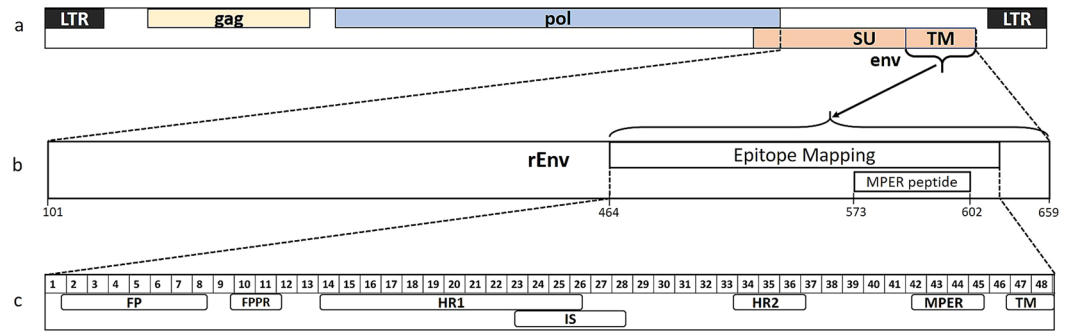 a LTR gag pol LTR
SU TM
env
b rEnv Epitope Mapping
MPER peptide
101 464 573 602 659
1 2 3 4 5 6 7 8 9 10 11 12 13 14 15 16 17 18 19 20 21 22 23 24 25 26 27 28 29 30 31 32 33 34 35 36 37 38 39 40 41 42 43 44 45 46 47 48
c FP FPPR HR1 HR2 MPER TM
IS